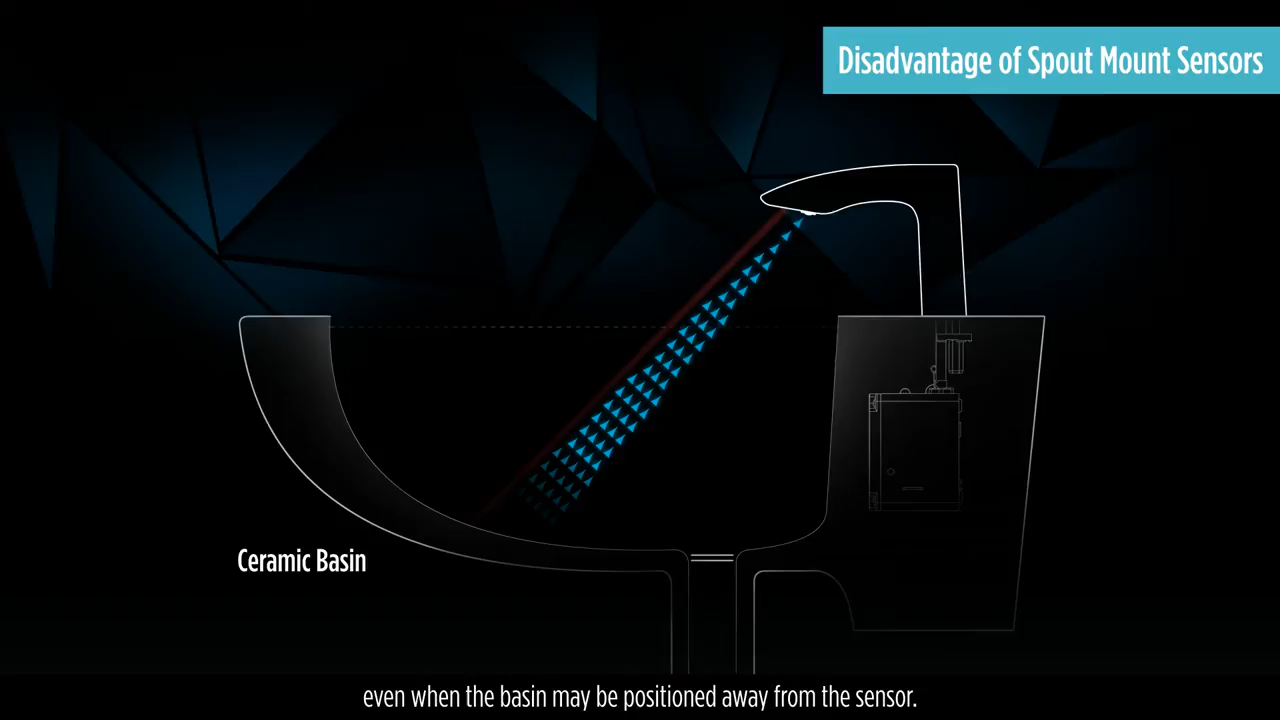 Disadvantage of Spout Mount Sensors
Ceramic Basin
even when the basin may be positioned away from the sensor.